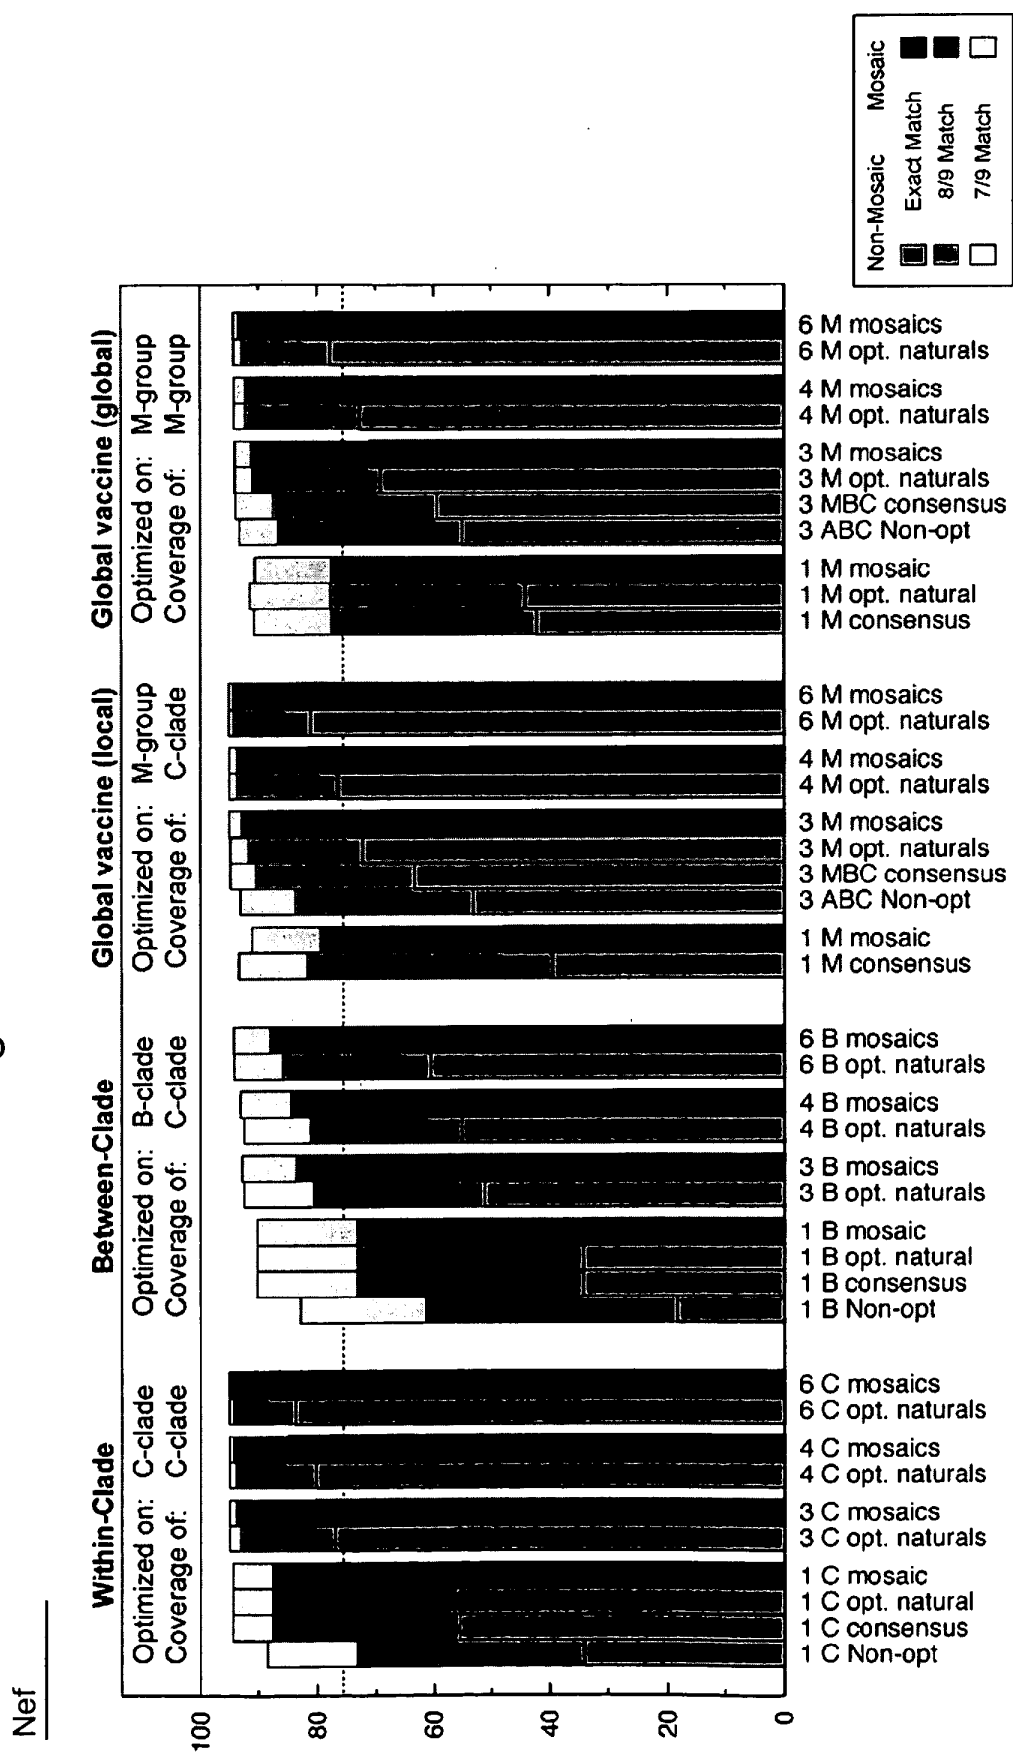 Nef
Within-Clade
Optimized on: C-clade
Coverage of: C-clade
Between-Clade
Optimized on: B-clade
Coverage of: C-clade
Global vaccine (local)
Optimized on: M-group
Coverage of: C-clade
Global vaccine (global)
Optimized on: M-group
Coverage of: M-group
100
80
60
40
20
0
1 C Non-opt
1 C consensus
1 C opt. natural
1 C mosaic
3 C opt. naturals
3 C mosaics
4 C opt. naturals
4 C mosaics
6 C opt. naturals
6 C mosaics
1 B Non-opt
1 B consensus
1 B opt. natural
1 B mosaic
3 B opt. naturals
3 B mosaics
4 B opt. naturals
4 B mosaics
6 B opt. naturals
6 B mosaics
1 M consensus
1 M mosaic
3 ABC Non-opt
3 MBC consensus
3 M opt. naturals
3 M mosaics
4 M opt. naturals
4 M mosaics
6 M opt. naturals
6 M mosaics
1 M consensus
1 M opt. natural
1 M mosaic
3 ABC Non-opt
3 MBC consensus
3 M opt. naturals
3 M mosaics
4 M opt. naturals
4 M mosaics
6 M opt. naturals
6 M mosaics
Non-Mosaic Mosaic
Exact Match
8/9 Match
7/9 Match